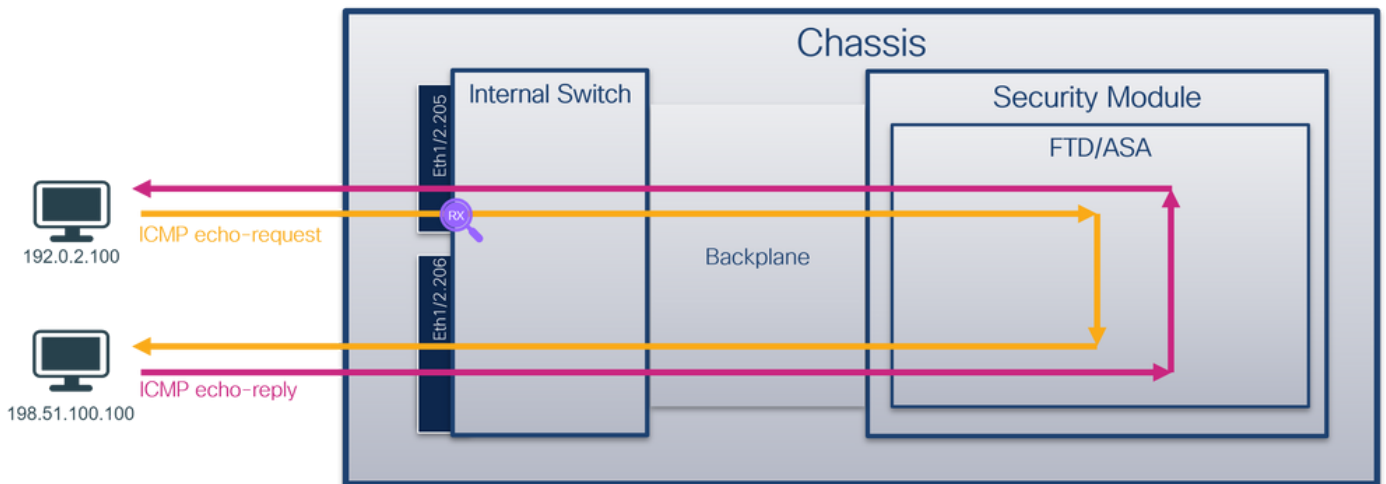 Chassis
Internal Switch
Security Module
FTD/ASA
Eth1/2.205
RX
ICMP echo-request
192.0.2.100
Backplane
Eth1/2.206
ICMP echo-reply
198.51.100.100